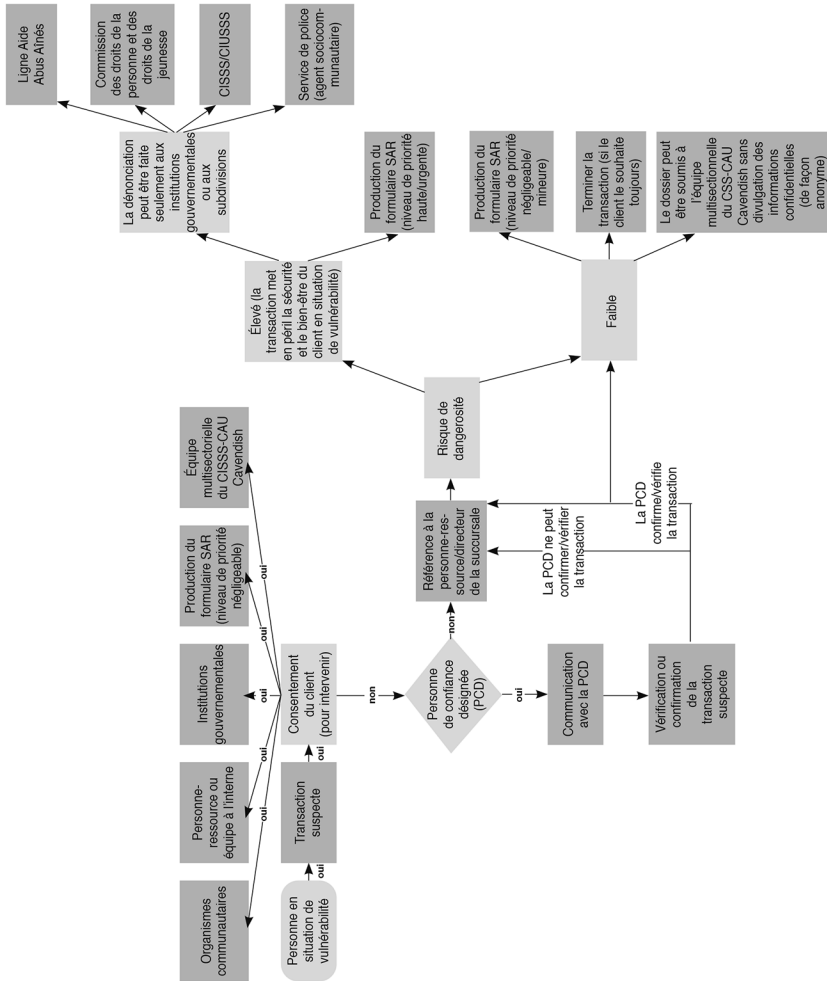 Organismes
communautaires
Personne-
ressource ou
équipe à l'interne
Institutions
gouvernementales
Production du
formulaire SAR
(niveau de priorité
négligeable)
Équipe
multisectorielle
du CISSS-CAU
Cavendish
oui
oui
oui
oui
oui
Personne en
situation de
vulnérabilité
oui
Transaction
suspecte
oui
Consentement
du client
(pour intervenir)
non
Personne
de confiance
désignée
(PCD)
non
oui
Communication
avec la PCD
Vérification ou
confirmation
de la
transaction
suspecte
La PCD ne peut
confirmer/vérifier
la transaction
La PCD
confirme/vérifie
la transaction
Référence à la
personne-res-
source/directeur
de la succursale
Risque de
dangerosité
Élevé (la
transaction met
en péril la sécurité
et le bien-être du
client en situation
de vulnérabilité)
Faible
La dénonciation
peut être faite
seulement aux
institutions
gouvernementales
ou aux
subdivisions
Production du
formulaire SAR
(niveau de priorité
haute/urgente)
Production du
formulaire SAR
(niveau de priorité
négligeable/
mineure)
Terminer la
transaction (si le
client le souhaite
toujours)
Le dossier peut
être soumis à
l'équipe
multisectionnelle
du CSS-CAU
Cavendish sans
divulgation des
informations
confidentielles
(de façon
anonyme)
Ligne Aide
Abus Aînés
Commission
des droits de la
personne et des
droits de la
jeunesse
CISSS/CIUSSS
Service de police
(agent sociocom-
munautaire)